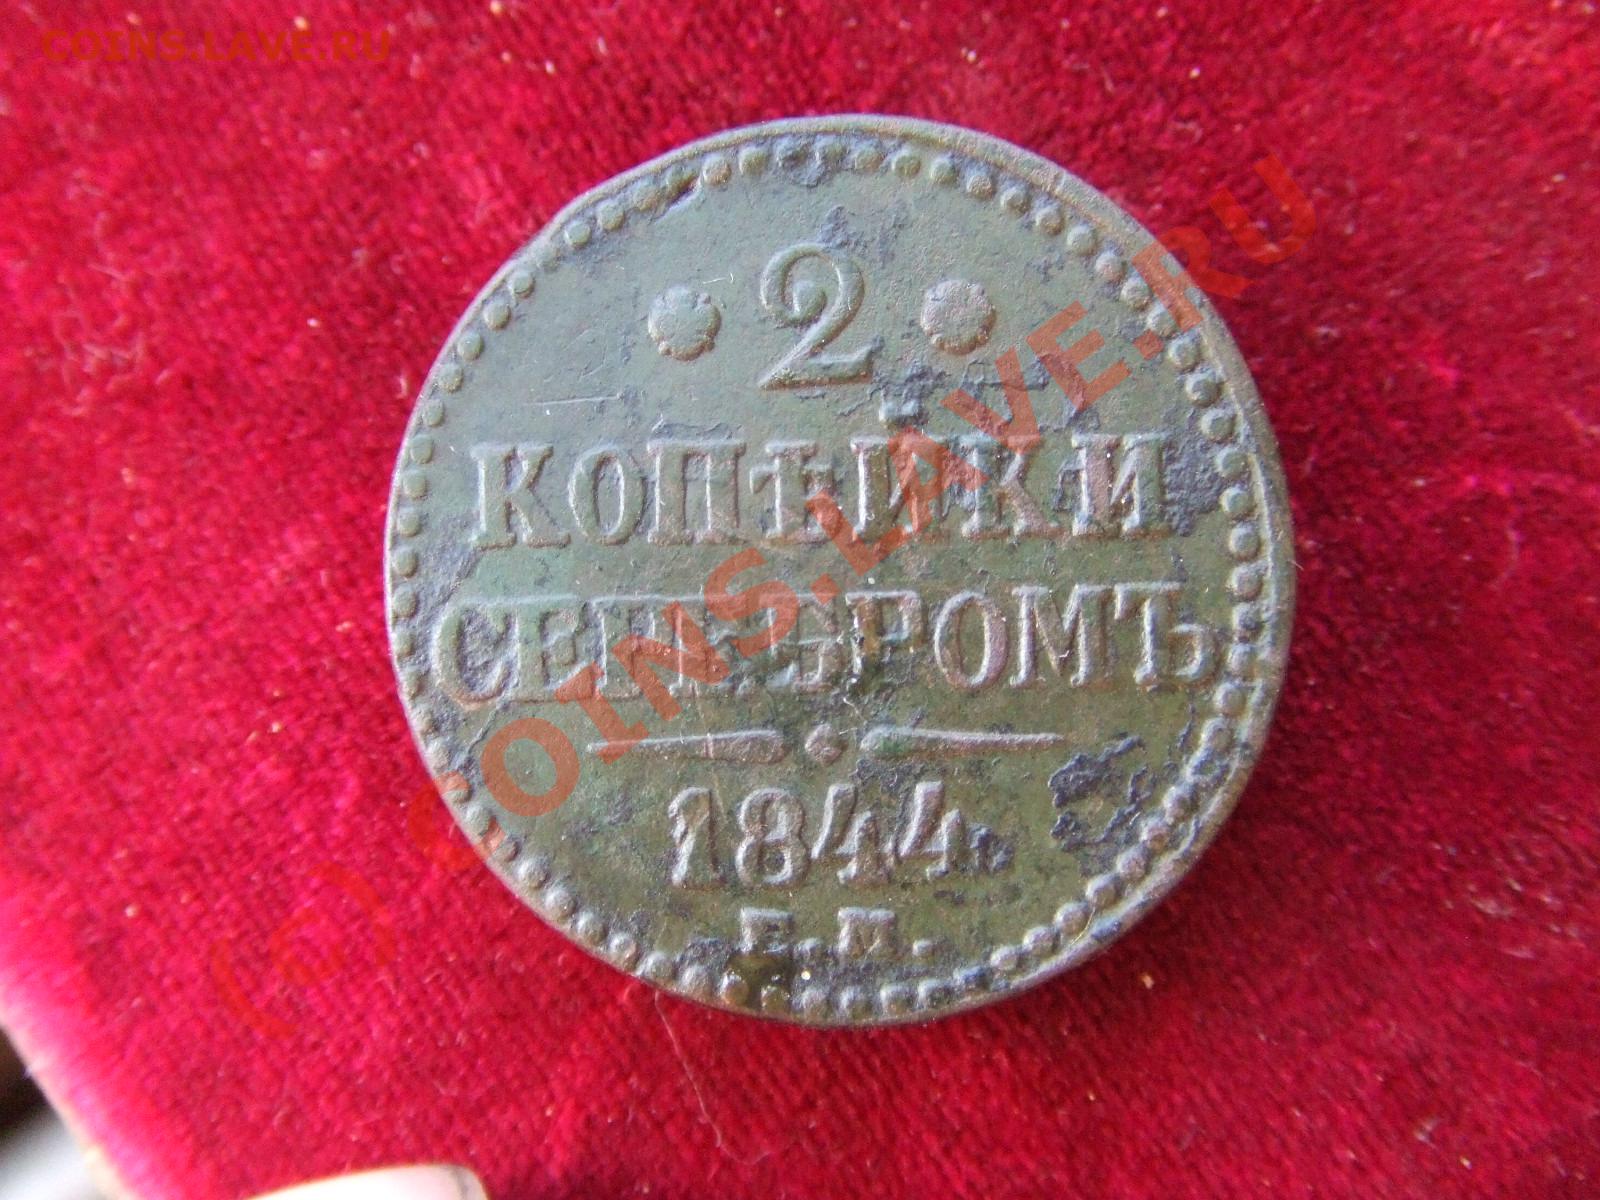 COINS.LAVE.RU
2
КОПѢЙКИ
СЕРЕБРОМЪ
1844.
Е.М.
(c) COINS.LAVE.RU